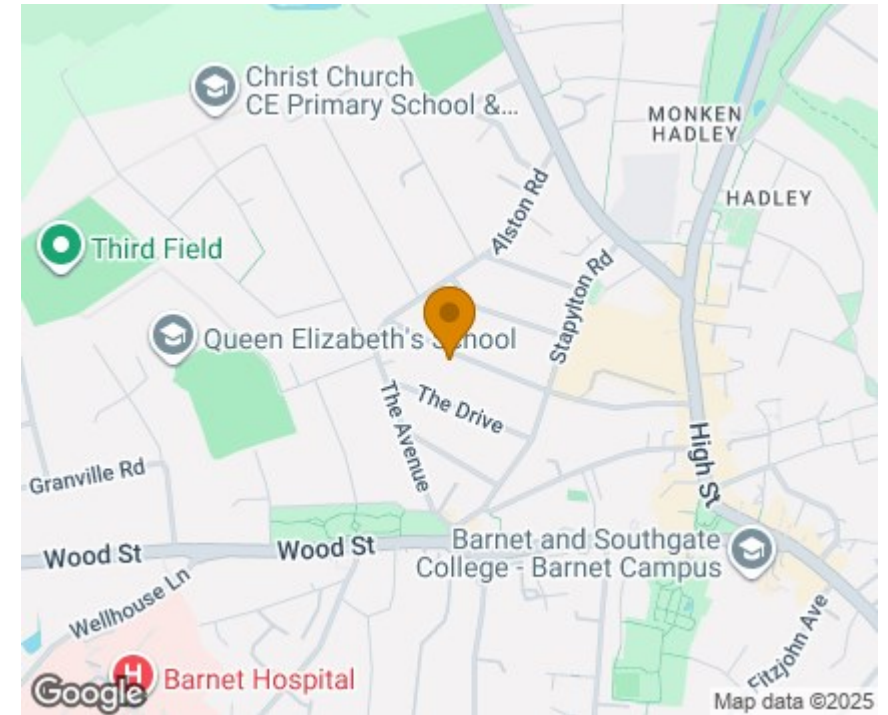 Christ Church
CE Primary School &...
MONKEN
HADLEY
HADLEY
Alston Rd
Third Field
Stapylton Rd
Queen Elizabeth's School
The Drive
The Avenue
High St
Granville Rd
Wood St
Wood St
Barnet and Southgate
College - Barnet Campus
Wellhouse Ln
Fitzjohn Ave
H
Barnet Hospital
Google
Map data ©2025